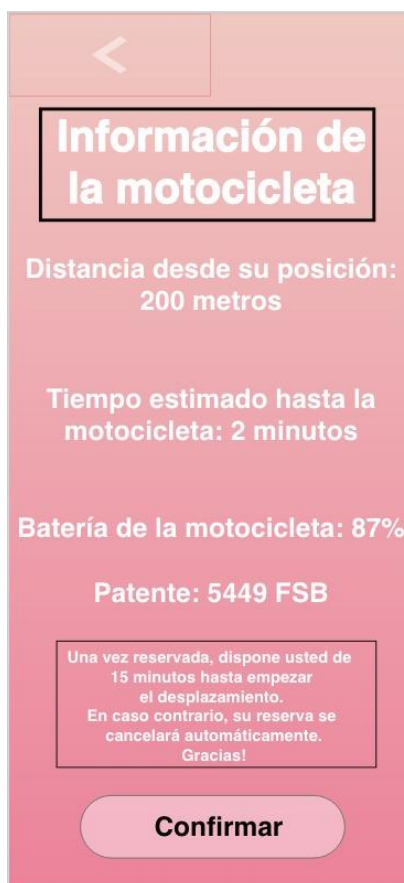 Información de
la motocicleta
Distancia desde su posición:
200 metros
Tiempo estimado hasta la
motocicleta: 2 minutos
Batería de la motocicleta: 87%
Patente: 5449 FSB
Una vez reservada, dispone usted de
15 minutos hasta empezar
el desplazamiento.
En caso contrario, su reserva se
cancelará automáticamente.
Gracias!
Confirmar